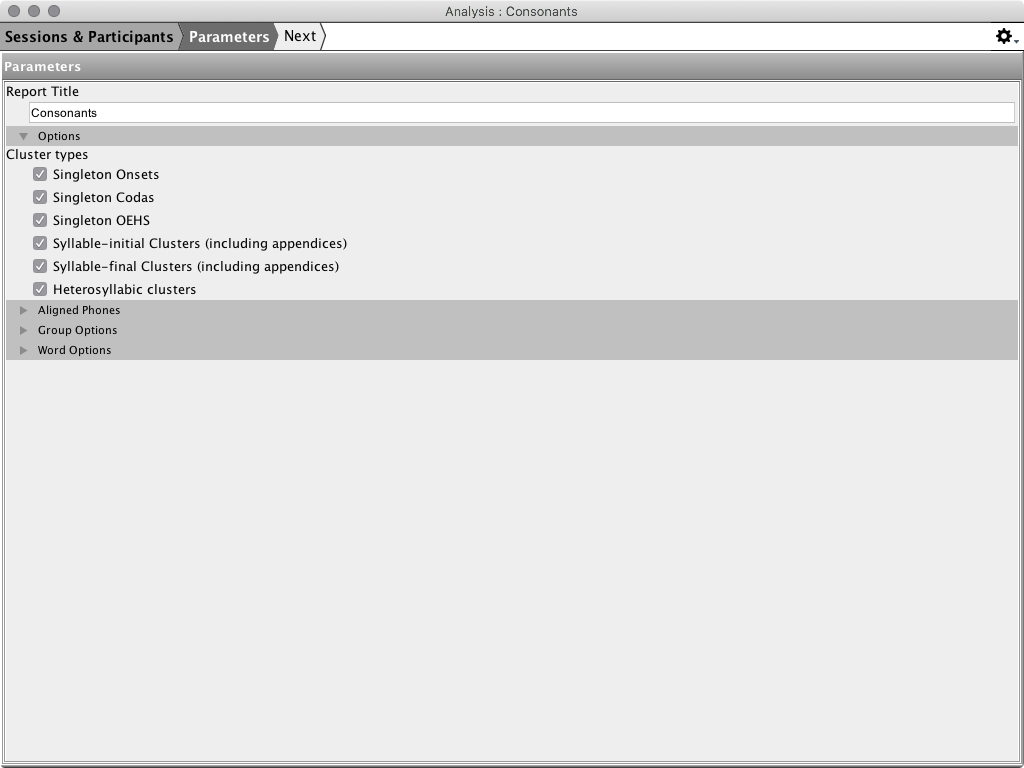 Analysis : Consonants
Sessions & Participants Parameters Next
Parameters
Report Title
Consonants
Options
Cluster types
Singleton Onsets
Singleton Codas
Singleton OEHS
Syllable-initial Clusters (including appendices)
Syllable-final Clusters (including appendices)
Heterosyllabic clusters
Aligned Phones
Group Options
Word Options